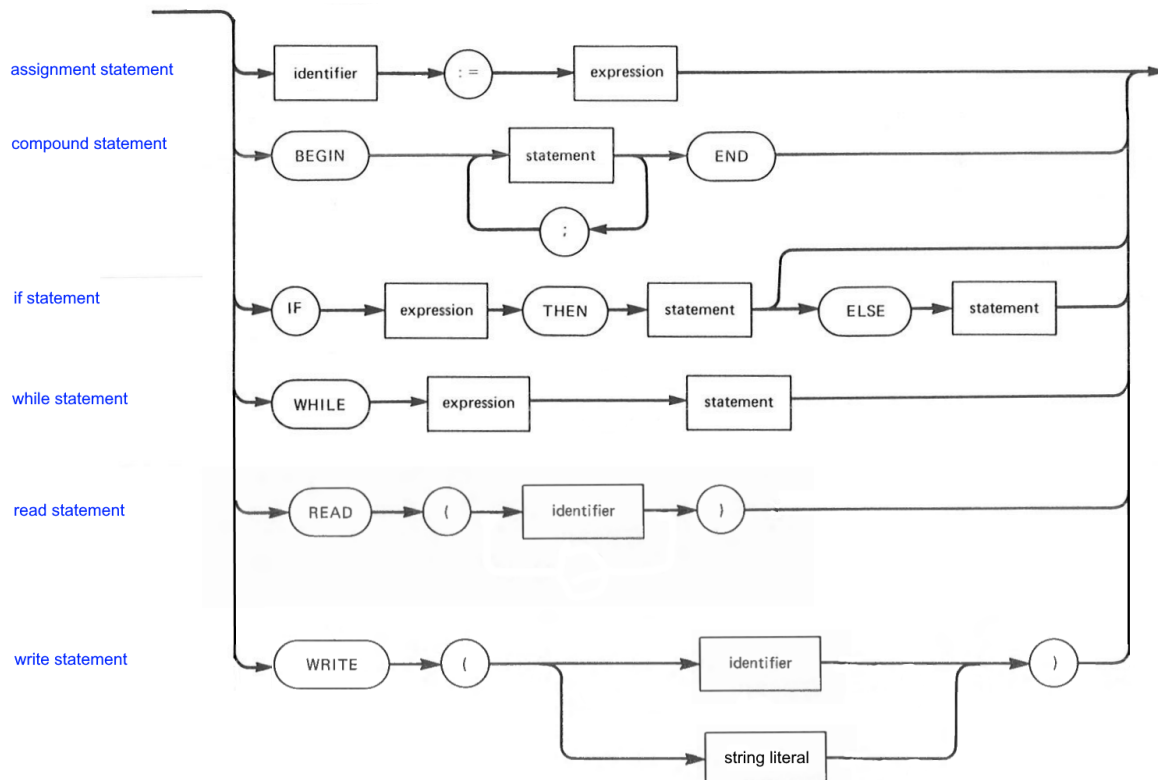 assignment statement identifier := expression
compound statement BEGIN statement END
;
if statement IF expression THEN statement ELSE statement
while statement WHILE expression statement
read statement READ ( identifier )
write statement WRITE ( identifier )
string literal